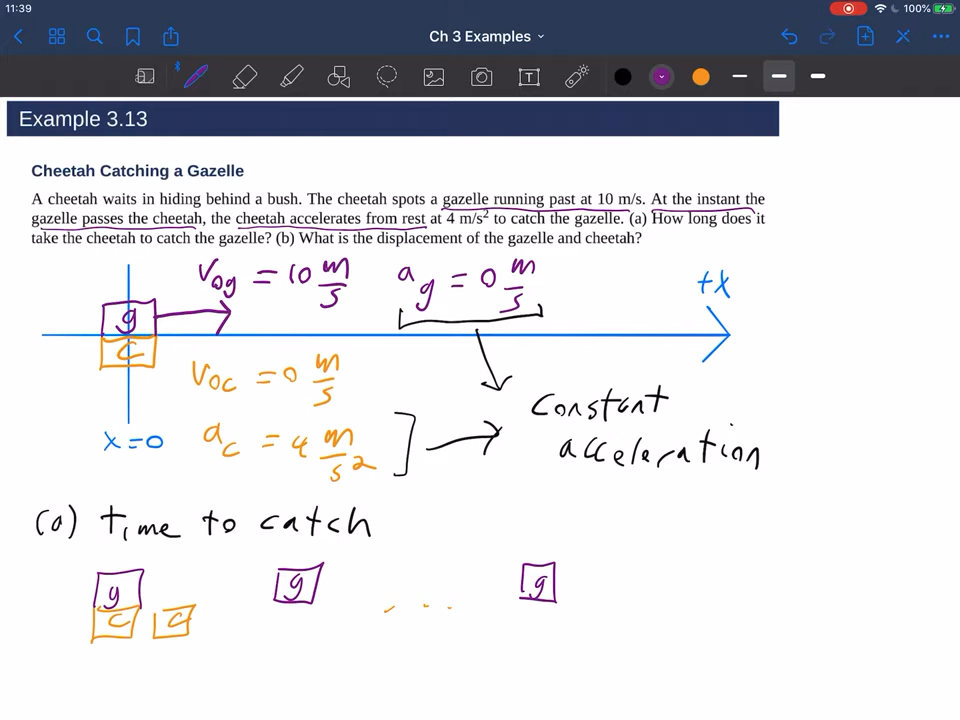 11:39
100%
Ch 3 Examples
T
Example 3.13
Cheetah Catching a Gazelle
A cheetah waits in hiding behind a bush. The cheetah spots a gazelle running past at 10 m/s. At the instant the
gazelle passes the cheetah, the cheetah accelerates from rest at 4 m/s² to catch the gazelle. (a) How long does it
take the cheetah to catch the gazelle? (b) What is the displacement of the gazelle and cheetah?
v₀g = 10 m/s
a g = 0 m/s
+x
g
c
v₀c = 0 m/s
x=0
a c = 4 m/s²
constant
acceleration
(a) time to catch
g g g
c c ...